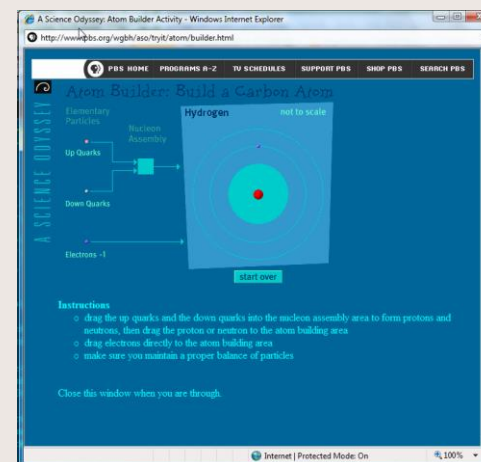 A Science Odyssey: Atom Builder Activity - Windows Internet Explorer
http://www.pbs.org/wgbh/aso/tryit/atom/builder.html
PBS HOME PROGRAMS A-Z TV SCHEDULES SUPPORT PBS SHOP PBS SEARCH PBS
A SCIENCE ODYSSEY
Atom Builder: Build a Carbon Atom
Elementary
Particles
Nucleon
Assembly
Hydrogen
not to scale
Up Quarks
Down Quarks
Electrons -1
start over
Instructions
drag the up quarks and the down quarks into the nucleon assembly area to form protons and
neutrons, then drag the proton or neutron to the atom building area
drag electrons directly to the atom building area
make sure you maintain a proper balance of particles
Close this window when you are through.
Internet | Protected Mode: On
100%